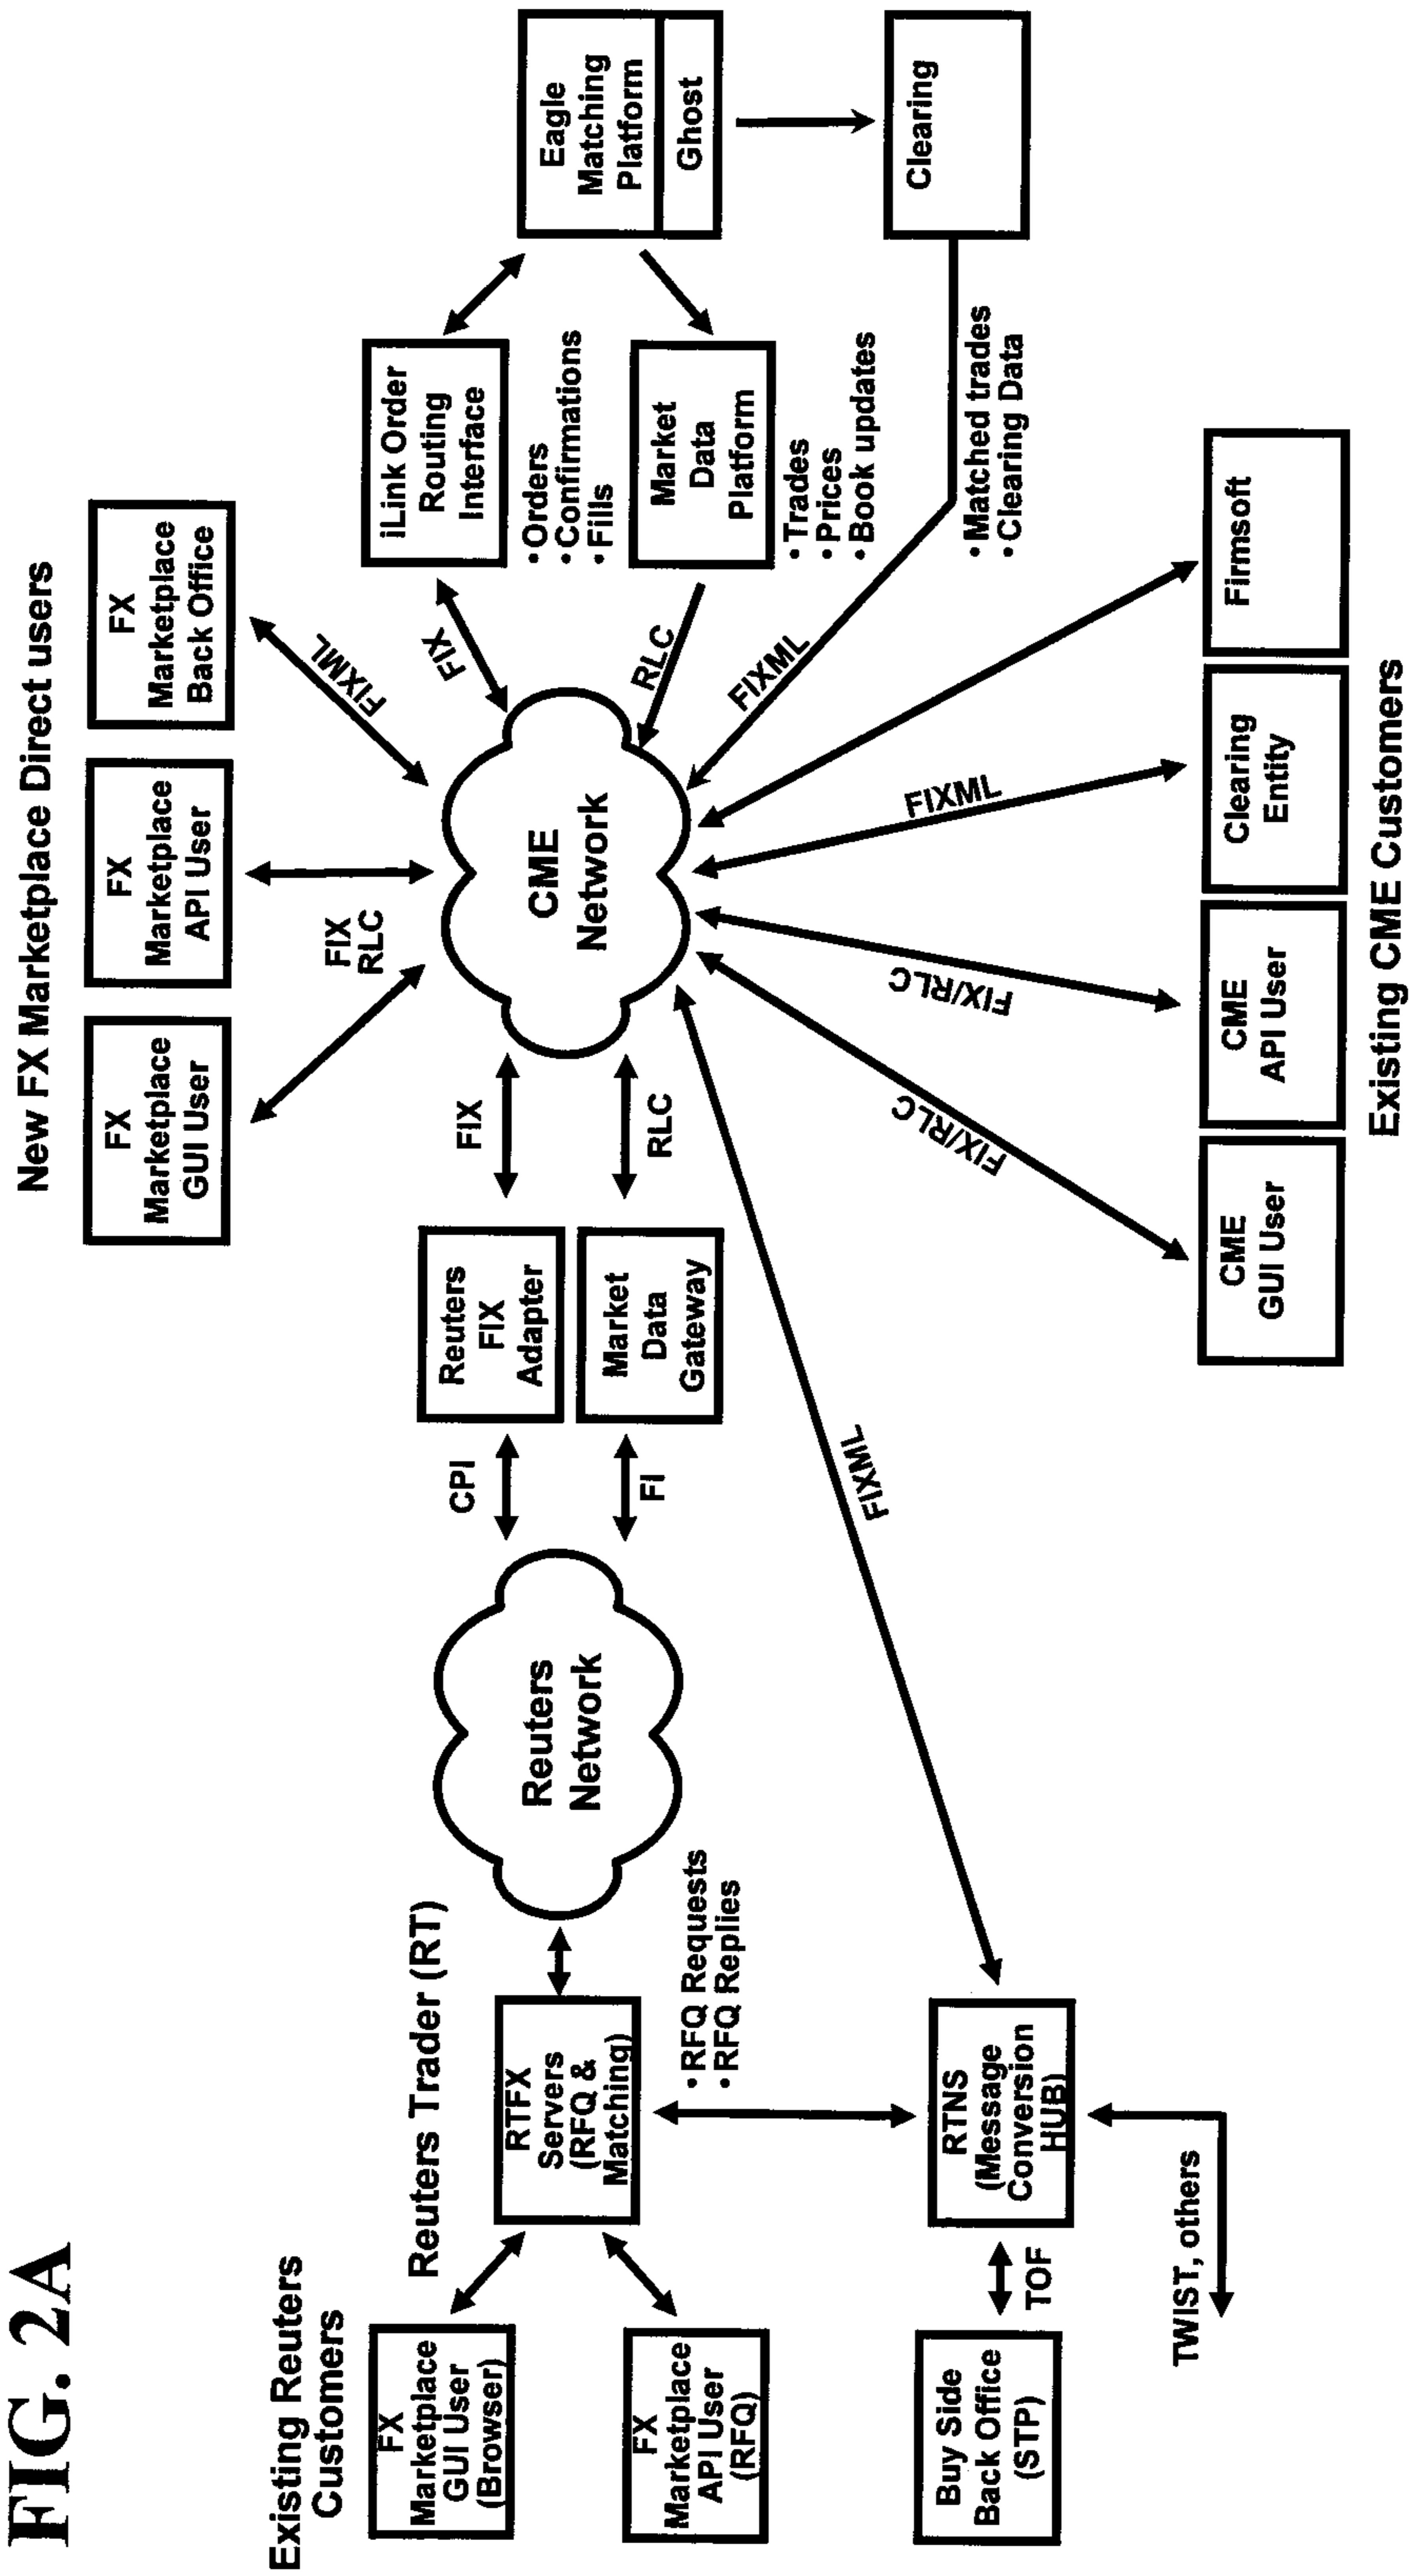 FIG. 2A
New FX Marketplace Direct users
FX
Marketplace
GUI User
FX
Marketplace
API User
FX
Marketplace
Back Office
Existing Reuters
Customers
FX
Marketplace
GUI User
(Browser)
FX
Marketplace
API User
(RFQ)
Buy Side
Back Office
(STP)
Reuters Trader (RT)
RTFX
Servers
(RFQ &
Matching)
•RFQ Requests
•RFQ Replies
RTNS
(Message
Conversion
HUB)
TOF
TWIST, others
Reuters
Network
CPI
FI
Reuters
FIX
Adapter
Market
Data
Gateway
FIX
RLC
FIXML
CME
Network
FIX
RLC
FIXML
FIX
RLC
FIXML
iLink Order
Routing
Interface
•Orders
•Confirmations
•Fills
Market
Data
Platform
•Trades
•Prices
•Book updates
Eagle
Matching
Platform
Ghost
Clearing
•Matched trades
•Clearing Data
FIX/RLC
FIX/RLC
FIXML
CME
GUI User
CME
API User
Clearing
Entity
Firmsoft
Existing CME Customers